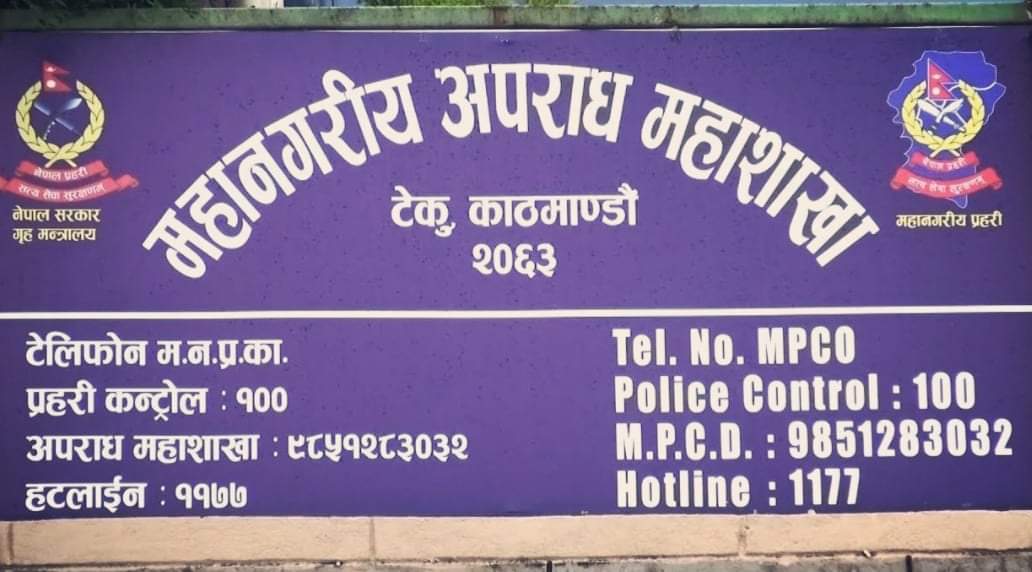 महानगरीय अपराध महाशाखा
टेकु, काठमाण्डौं
२०६३
नेपाल प्रहरी
सत्य सेवा सुरक्षणम्
नेपाल सरकार
गृह मन्त्रालय
नेपाल प्रहरी
सत्य सेवा सुरक्षणम्
महानगरीय प्रहरी
टेलिफोन म.न.प्र.का.
प्रहरी कन्ट्रोल : १००
अपराध महाशाखा : ९८५१२८३०३२
हटलाईन : ११७७
Tel. No. MPCO
Police Control : 100
M.P.C.D. : 9851283032
Hotline : 1177